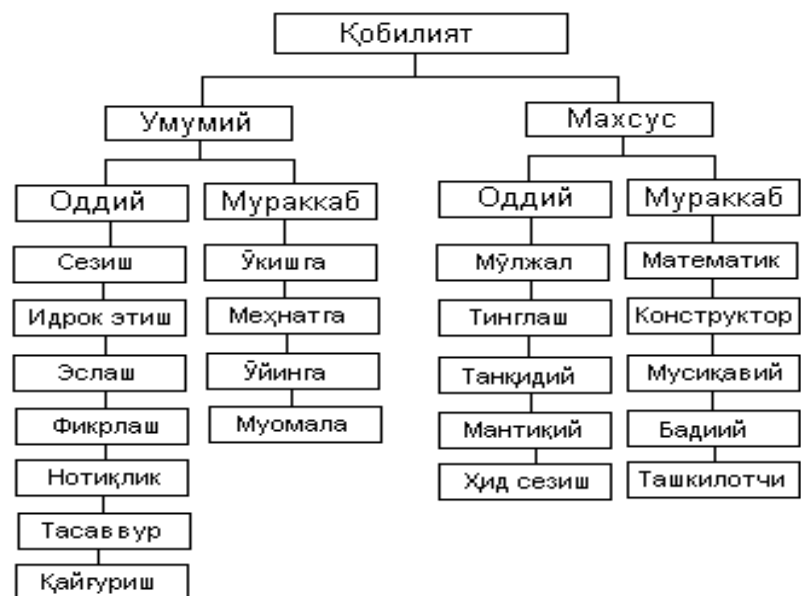 Қобилият
Умумий
Махсус
Оддий
Мураккаб
Оддий
Мураккаб
Сезиш
Ўкишга
Мўлжал
Математик
Идрок этиш
Меҳнатга
Тинглаш
Конструктор
Эслаш
Ўйинга
Танқидий
Мусиқавий
Фикрлаш
Муомала
Мантиқий
Бадиий
Нотиқлик
Ҳид сезиш
Ташкилотчи
Тасаввур
Қайғуриш